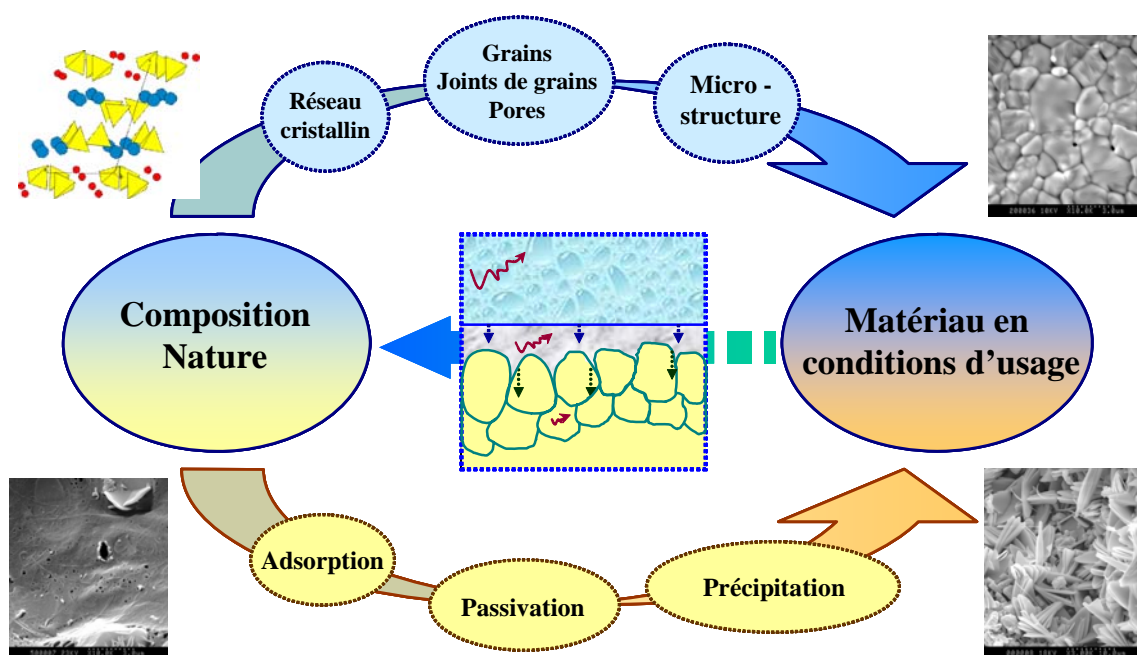 Grains
Joints de grains
Pores
Réseau
cristallin
Micro -
structure
Composition
Nature
Matériau en
conditions d'usage
Adsorption
Passivation
Précipitation